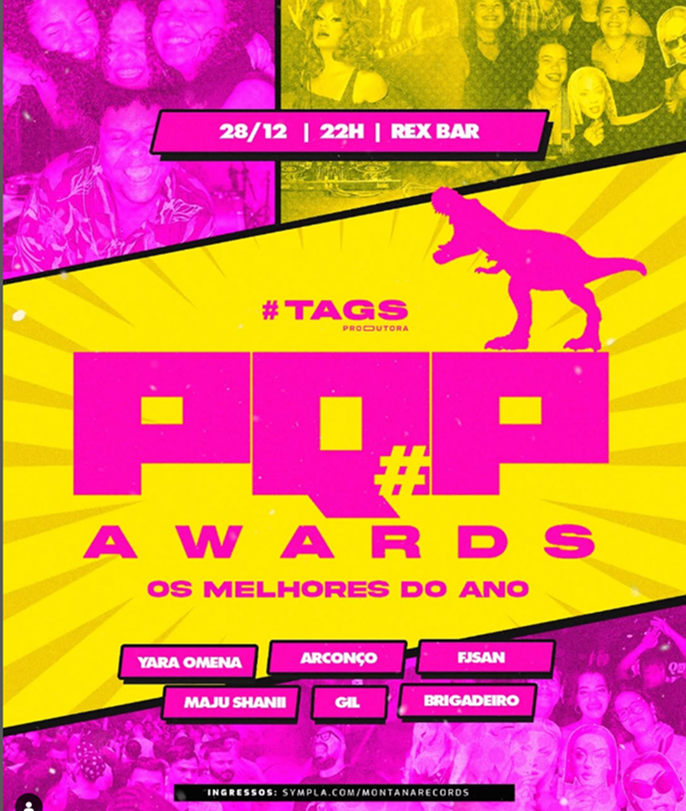 28/12 | 22H | REX BAR
#TAGS
PRODUTORA
PQP
#
AWARDS
OS MELHORES DO ANO
YARA OMENA
ARCONÇO
FJSAN
MAJU SHANII
GIL
BRIGADEIRO
INGRESSOS: SYMPLA.COM/MONTANARECORDS